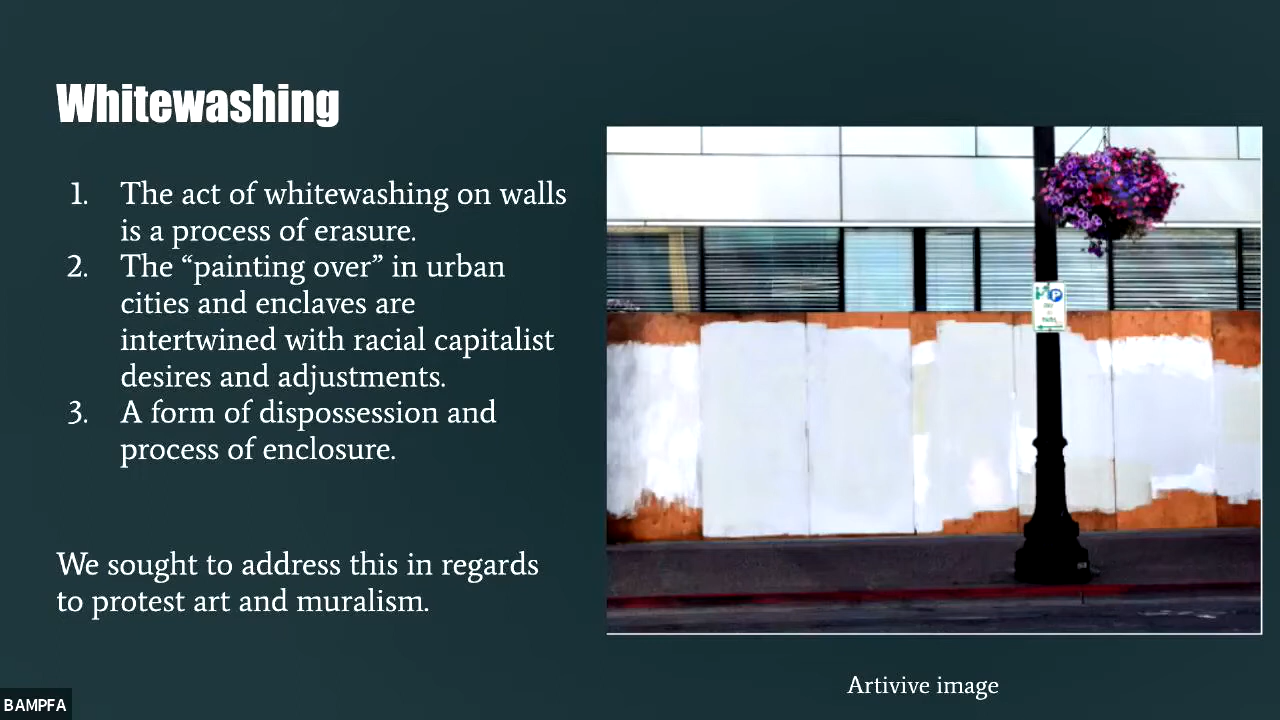 Whitewashing
1. The act of whitewashing on walls
is a process of erasure.
2. The “painting over” in urban
cities and enclaves are
intertwined with racial capitalist
desires and adjustments.
3. A form of dispossession and
process of enclosure.
We sought to address this in regards
to protest art and muralism.
P
Artivive image
BAMPFA